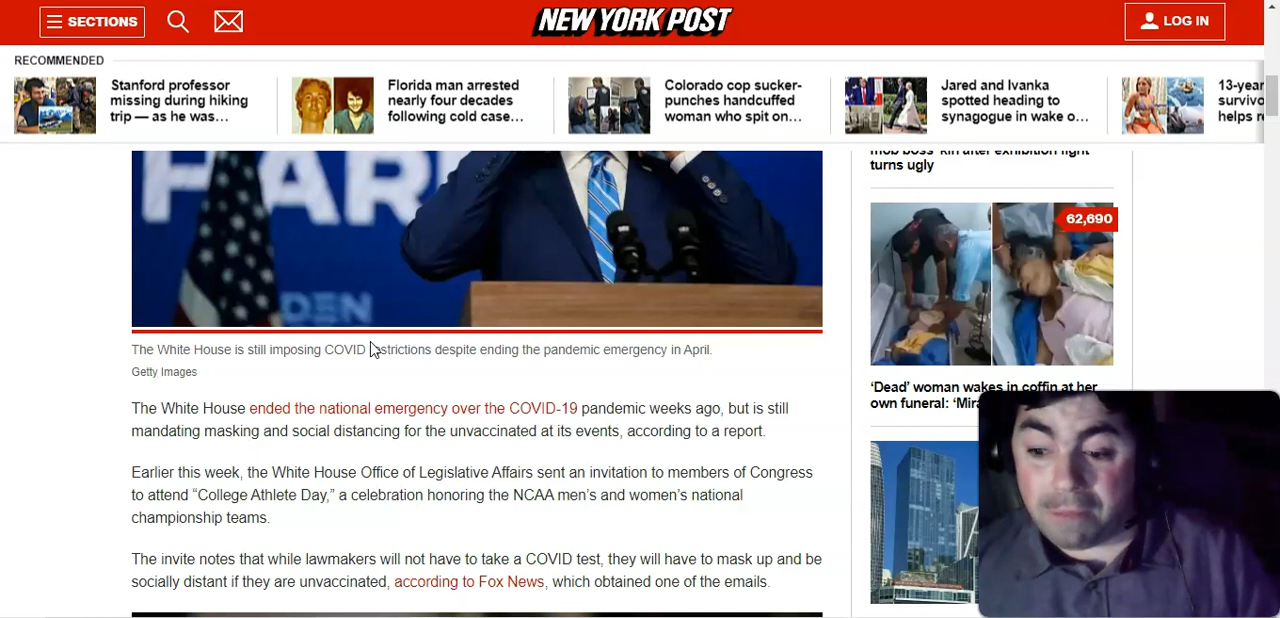 SECTIONS
NEW YORK POST
LOG IN
RECOMMENDED
Stanford professor
missing during hiking
trip — as he was...
Florida man arrested
nearly four decades
following cold case...
Colorado cop sucker-
punches handcuffed
woman who spit on...
Jared and Ivanka
spotted heading to
synagogue in wake o...
13-year
survivo
helps
mob boss' kin after exhibition fight
turns ugly
62,690
The White House is still imposing COVID restrictions despite ending the pandemic emergency in April.
Getty Images
The White House ended the national emergency over the COVID-19 pandemic weeks ago, but is still
mandating masking and social distancing for the unvaccinated at its events, according to a report.
Earlier this week, the White House Office of Legislative Affairs sent an invitation to members of Congress
to attend “College Athlete Day,” a celebration honoring the NCAA men’s and women’s national
championship teams.
The invite notes that while lawmakers will not have to take a COVID test, they will have to mask up and be
socially distant if they are unvaccinated, according to Fox News, which obtained one of the emails.
‘Dead’ woman wakes in coffin at her
own funeral: